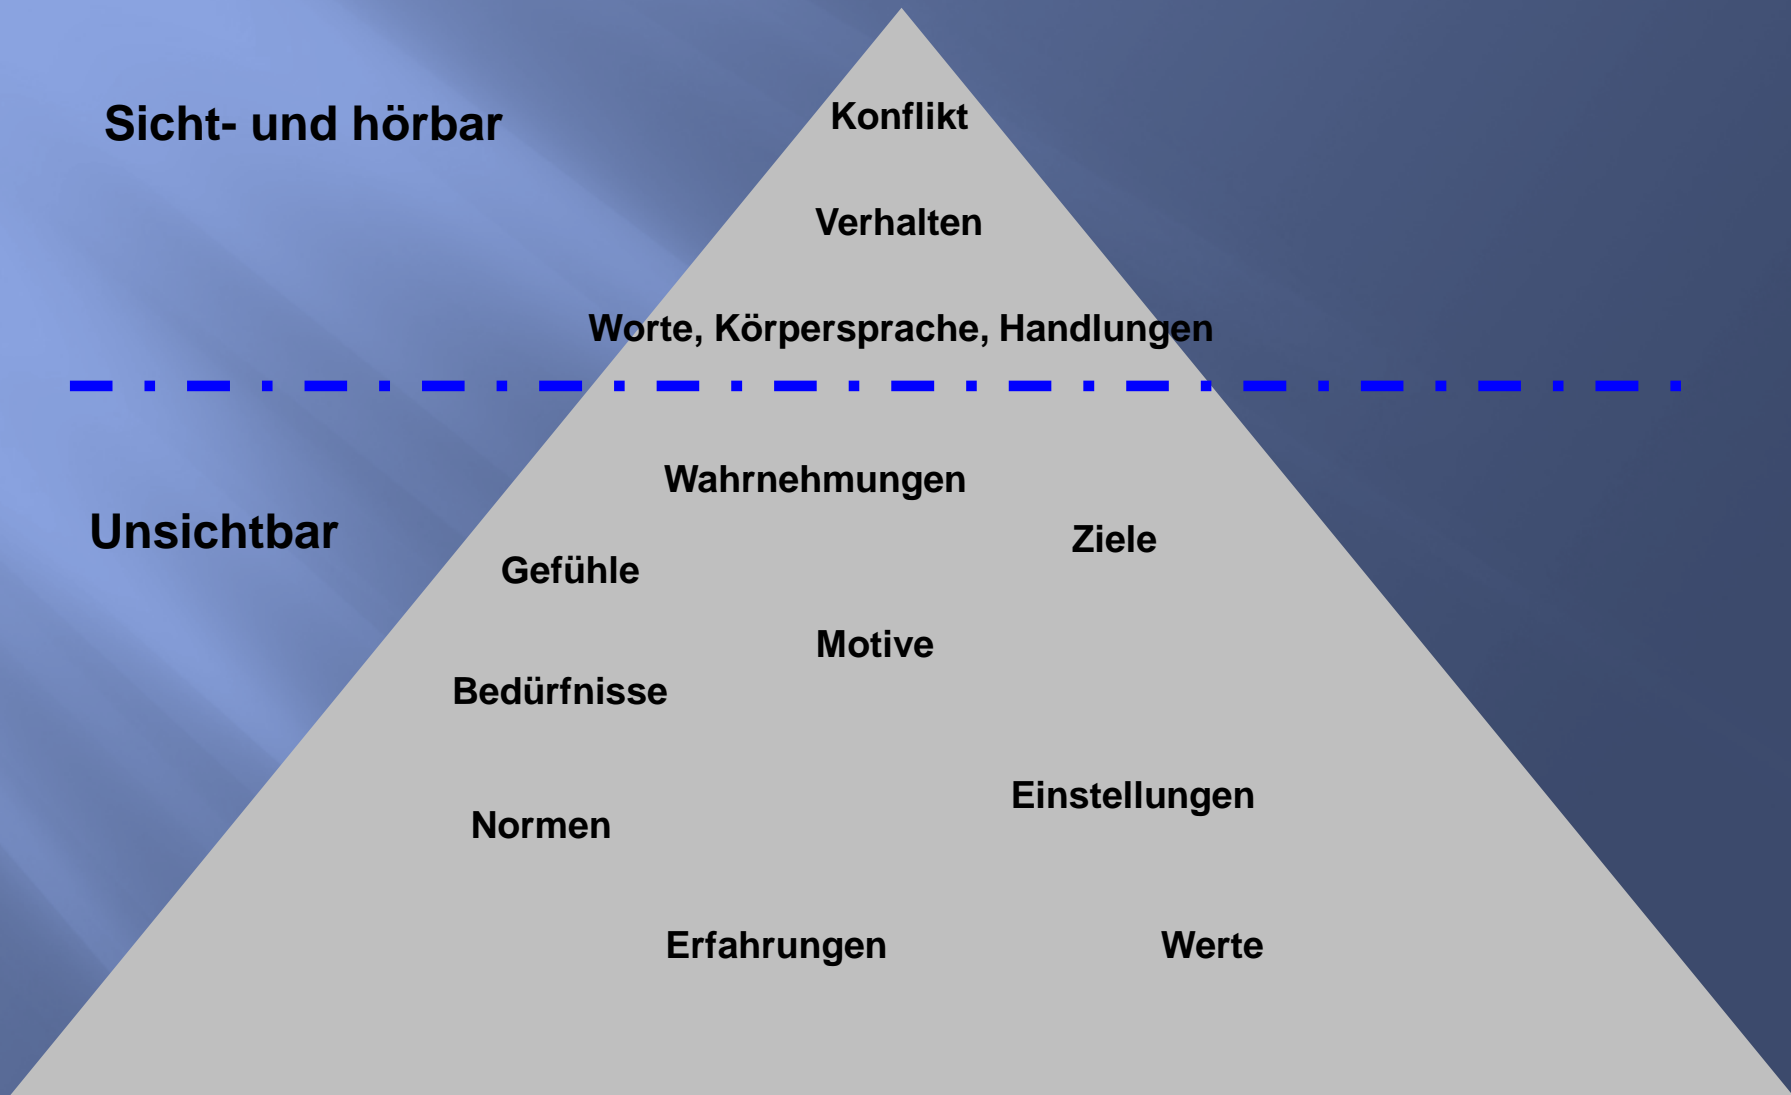 Sicht- und hörbar
Konflikt
Verhalten
Worte, Körpersprache, Handlungen
Unsichtbar
Wahrnehmungen
Ziele
Gefühle
Motive
Bedürfnisse
Einstellungen
Normen
Erfahrungen
Werte